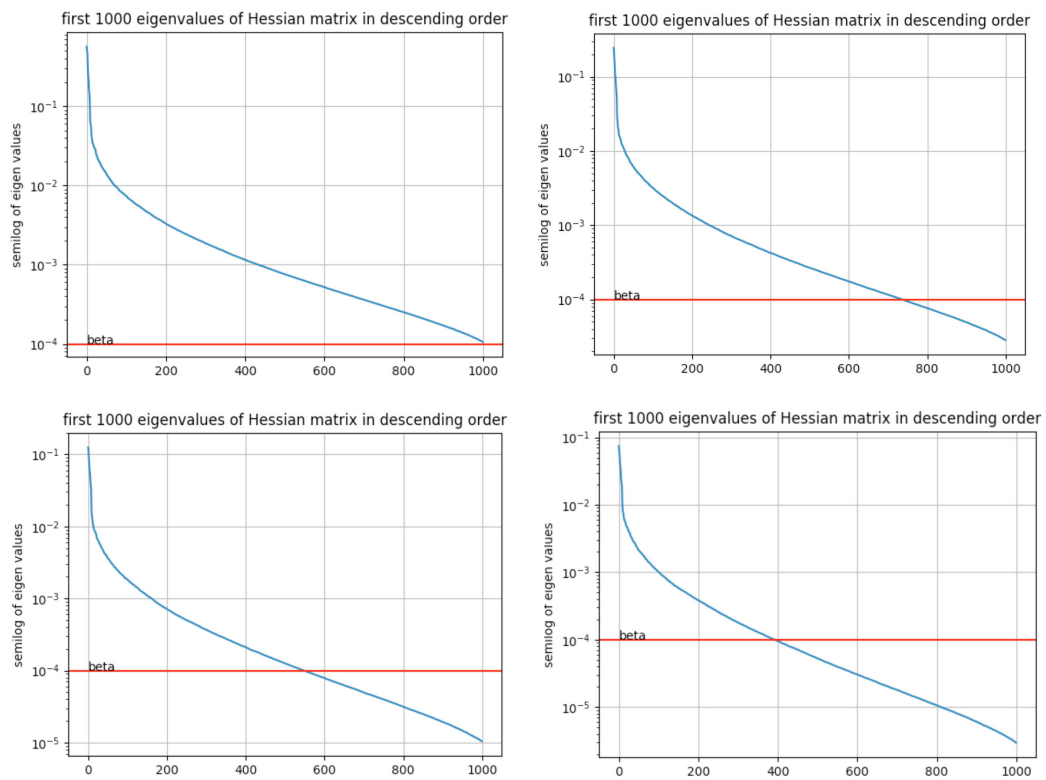 first 1000 eigenvalues of Hessian matrix in descending order
semilog of eigen values
10⁻¹
10⁻²
10⁻³
10⁻⁴
beta
0 200 400 600 800 1000
first 1000 eigenvalues of Hessian matrix in descending order
semilog of eigen values
10⁻¹
10⁻²
10⁻³
10⁻⁴
beta
0 200 400 600 800 1000
first 1000 eigenvalues of Hessian matrix in descending order
semilog of eigen values
10⁻¹
10⁻²
10⁻³
10⁻⁴
beta
10⁻⁵
0 200 400 600 800 1000
first 1000 eigenvalues of Hessian matrix in descending order
semilog of eigen values
10⁻¹
10⁻²
10⁻³
10⁻⁴
beta
10⁻⁵
0 200 400 600 800 1000